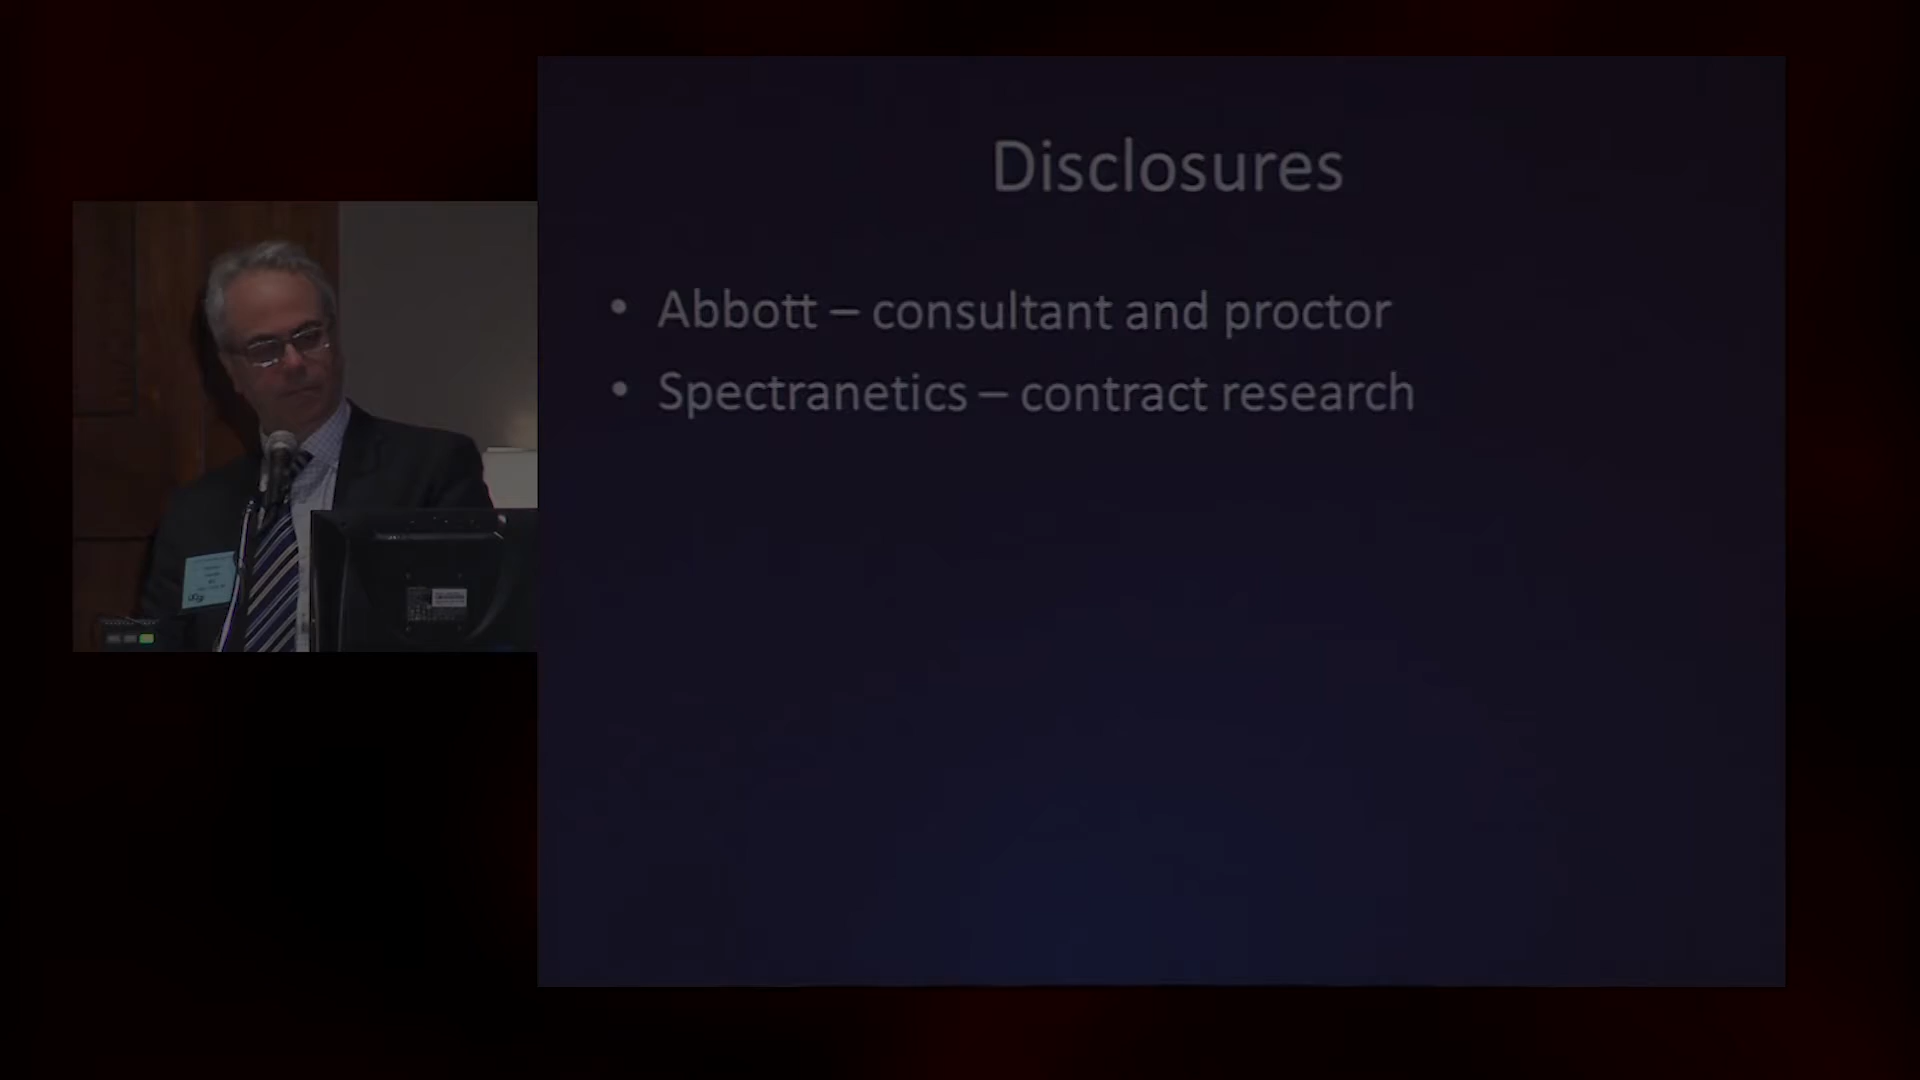 Disclosures
• Abbott – consultant and proctor
• Spectranetics – contract research